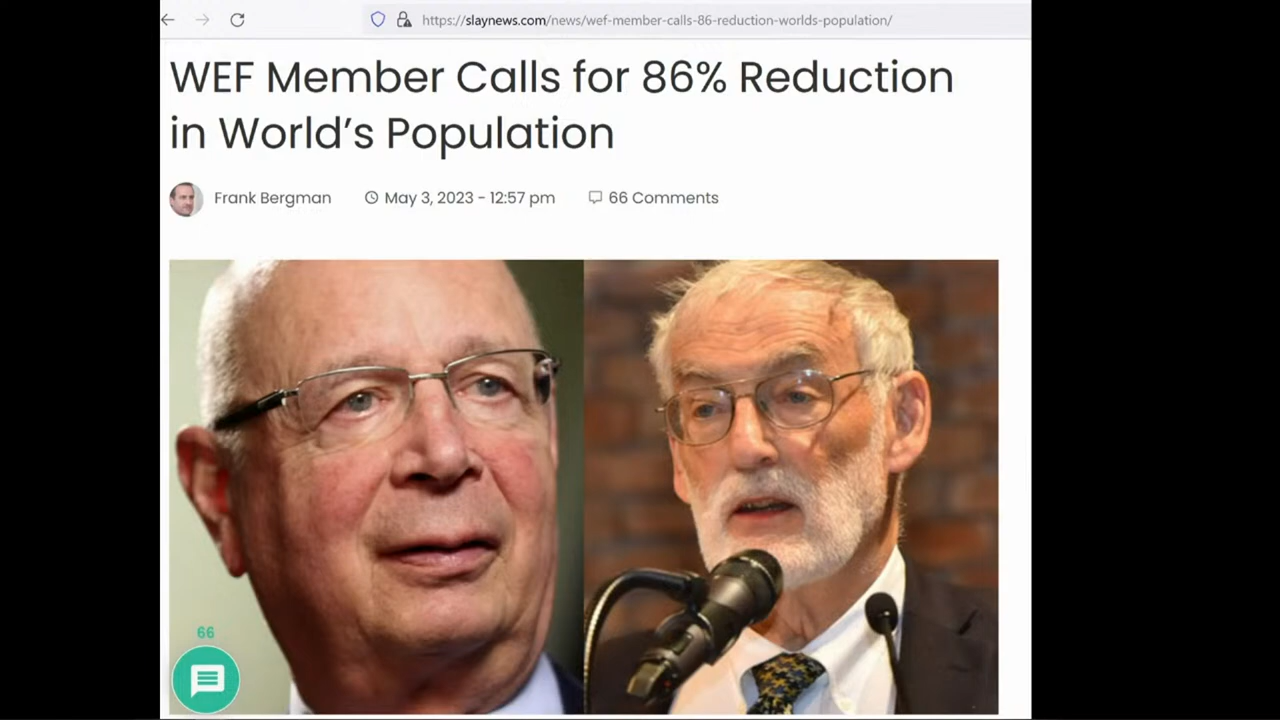 https://slaynews.com/news/wef-member-calls-86-reduction-worlds-population/
WEF Member Calls for 86% Reduction
in World's Population
Frank Bergman May 3, 2023 - 12:57 pm 66 Comments
66